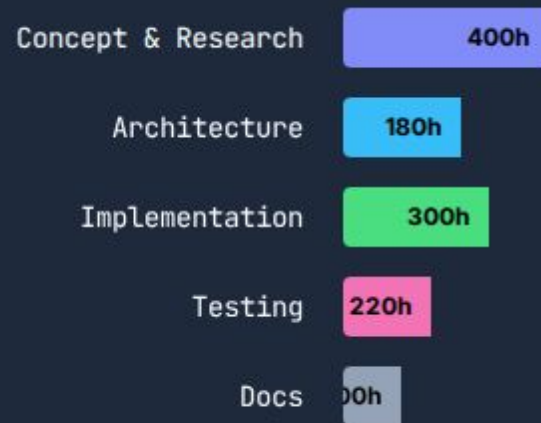 Concept & Research 400h
Architecture 180h
Implementation 300h
Testing 220h
Docs